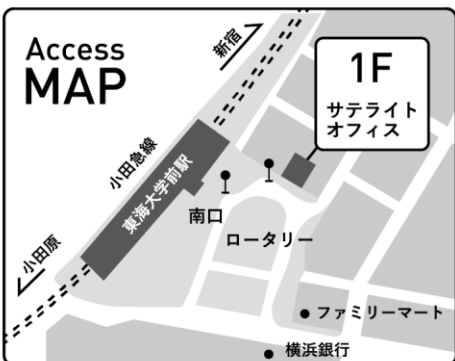 Access
MAP
新宿
1F
サテライト
オフィス
小田急線
東海大学前駅
南口
ロータリー
小田原
ファミリーマート
横浜銀行